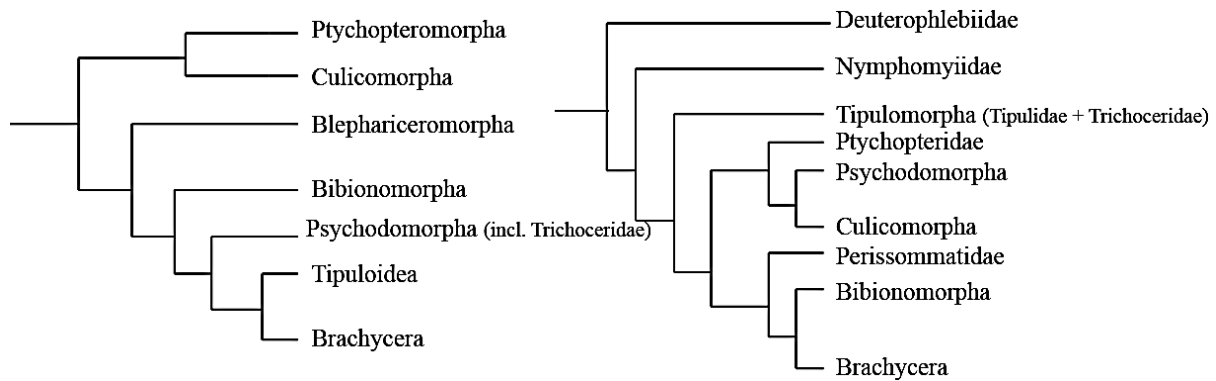 Ptychopteromorpha
Culicomorpha
Blephariceromorpha
Bibionomorpha
Psychodomorpha (incl. Trichoceridae)
Tipuloidea
Brachycera
Deuterophlebiidae
Nymphomyiidae
Tipulomorpha (Tipulidae + Trichoceridae)
Ptychopteridae
Psychodomorpha
Culicomorpha
Perissommatidae
Bibionomorpha
Brachycera